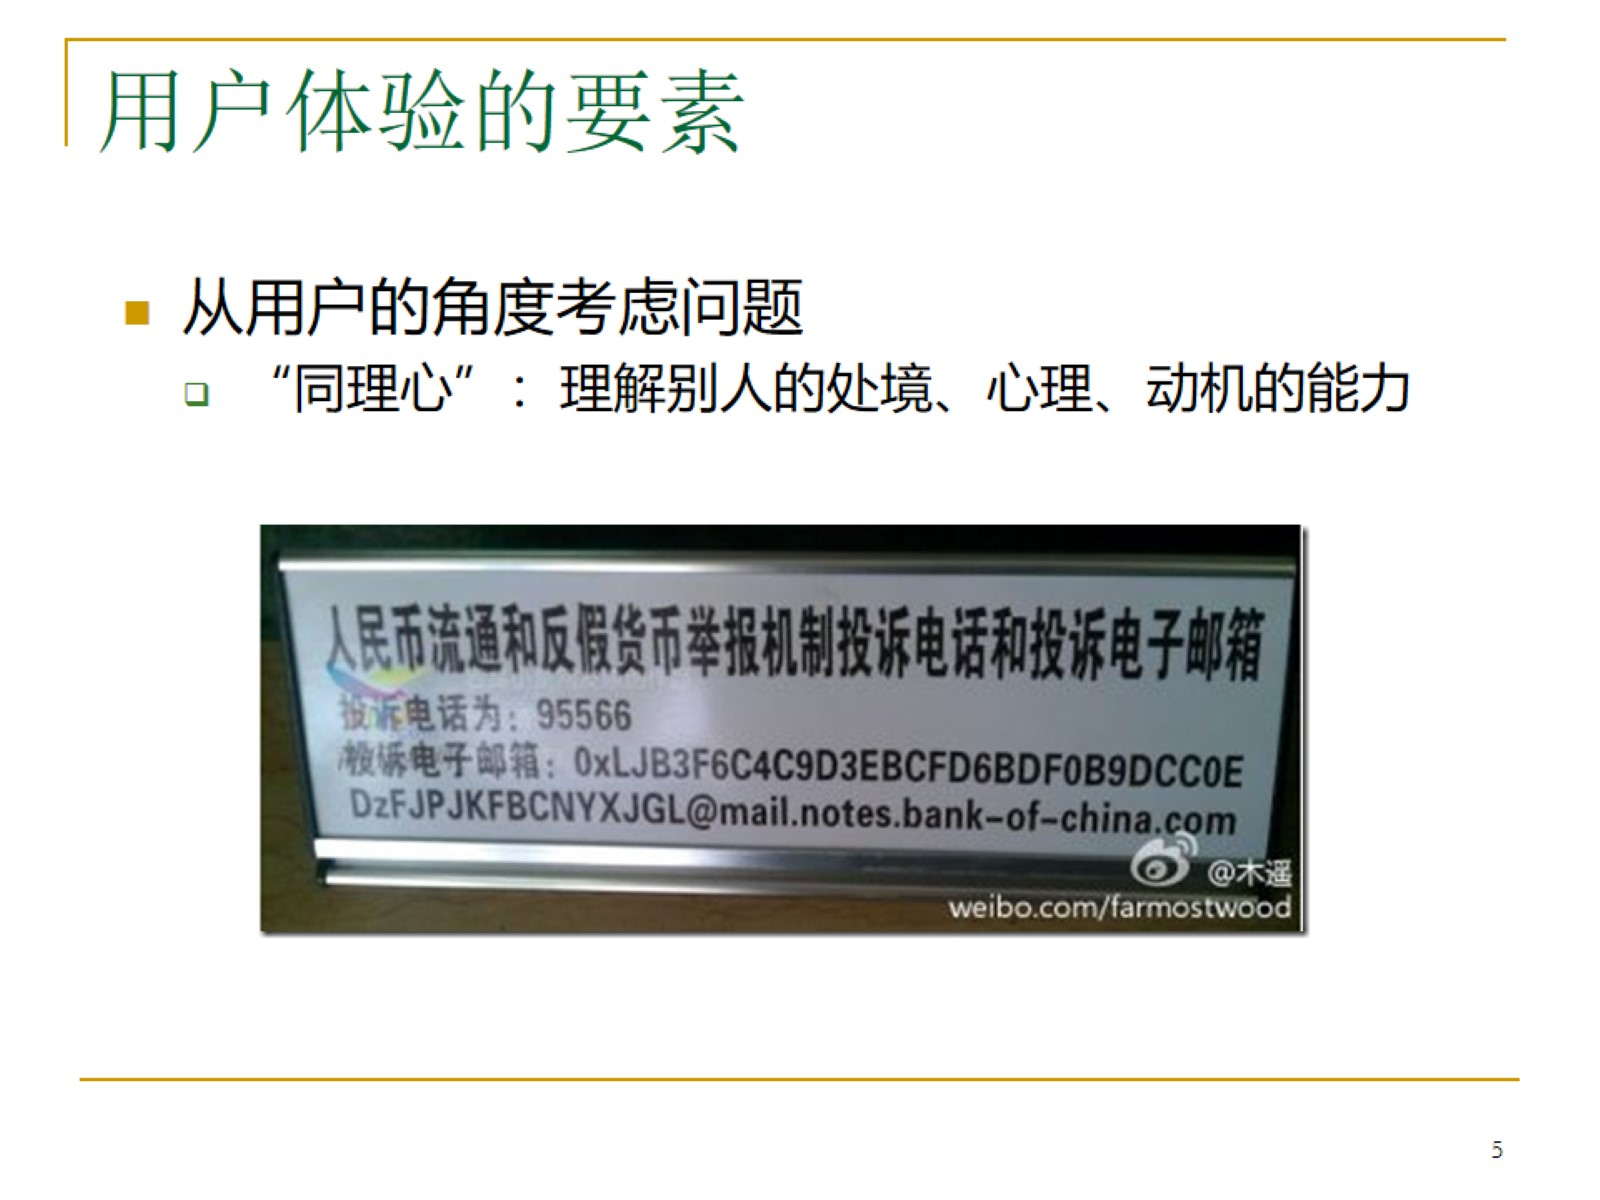 用户体验的要素
从用户的角度考虑问题
“同理心”：理解别人的处境、心理、动机的能力
人民币流通和反假货币举报机制投诉电话和投诉电子邮箱
投诉电话为：95566
投诉电子邮箱：0xLJB3F6C4C9D3EBCFD6BDF0B9DCC0E
DzFJPJKFBCNYXJGL@mail.notes.bank-of-china.com
@木遥
weibo.com/farmostwood
5